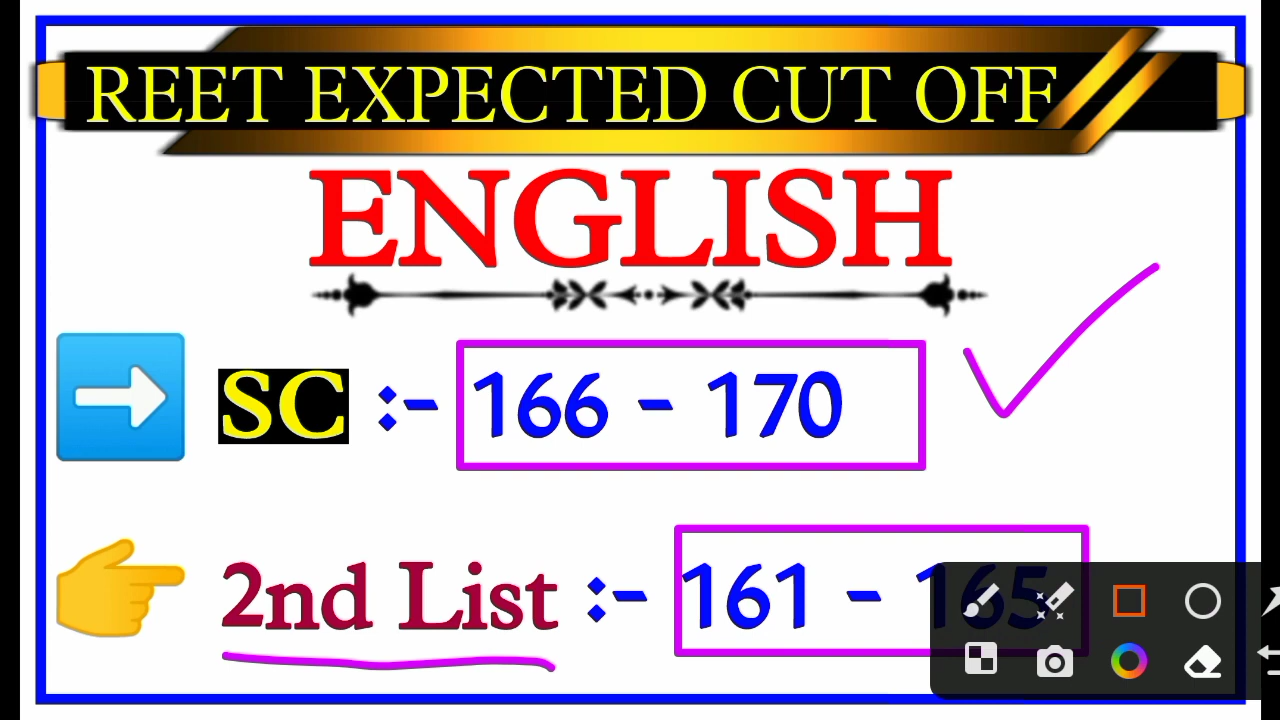 REET EXPECTED CUT OFF
ENGLISH
SC :- 166 - 170
2nd List :- 161 - 165